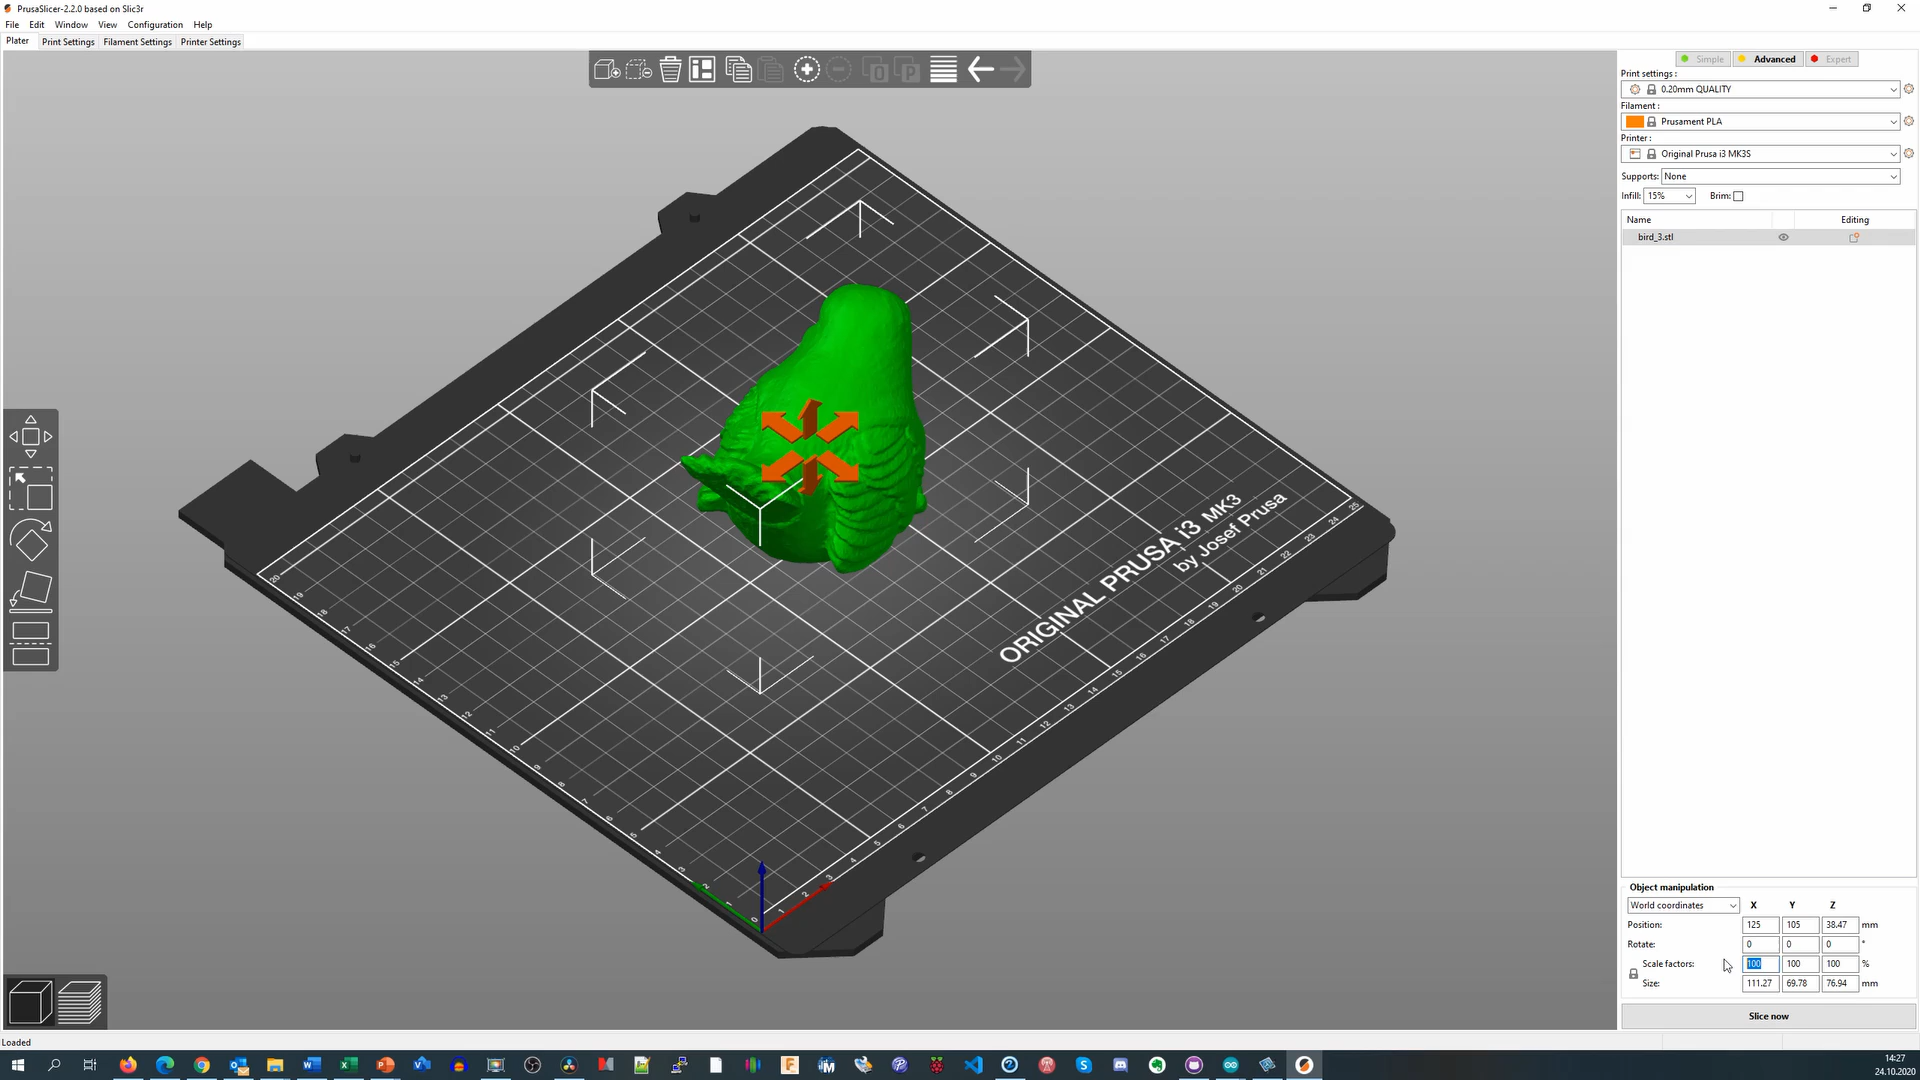 PrusaSlicer-2.2.0 based on Slic3r
File Edit Window View Configuration Help
Plater Print Settings Filament Settings Printer Settings
Simple Advanced Expert
Print settings :
0.20mm QUALITY
Filament :
Prusament PLA
Printer :
Original Prusa i3 MK3S
Supports: None
Infill: 15% Brim:
Name Editing
bird_3.stl
ORIGINAL PRUSA i3 MK3
by Josef Prusa
Object manipulation
World coordinates X Y Z
Position: 125 105 38.47 mm
Rotate: 0 0 0 °
Scale factors: 100 100 100 %
Size: 111.27 69.78 76.94 mm
Slice now
Loaded
14:27
24.10.2020